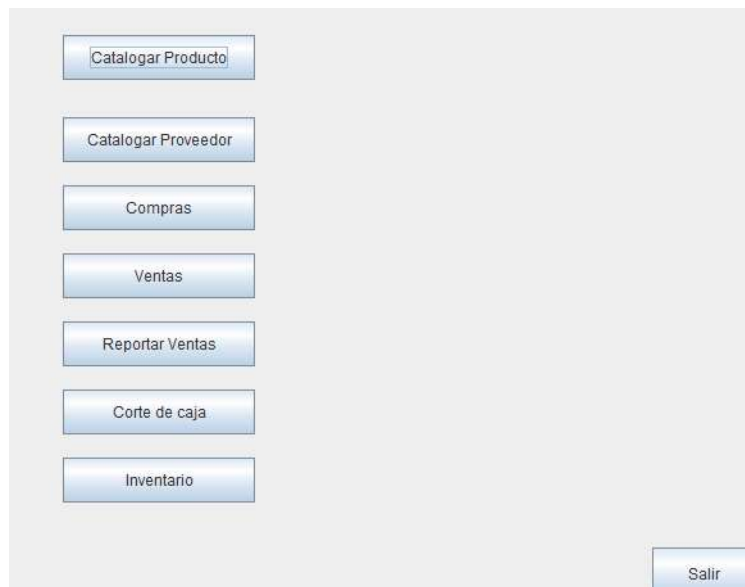 Catalogar Producto
Catalogar Proveedor
Compras
Ventas
Reportar Ventas
Corte de caja
Inventario
Salir